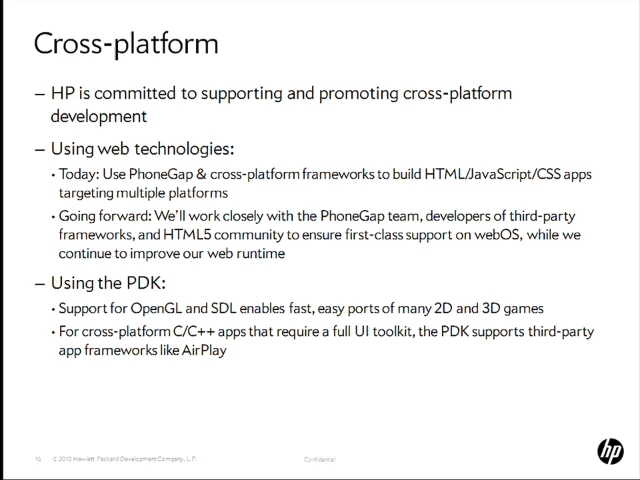 Cross-platform
– HP is committed to supporting and promoting cross-platform
development
– Using web technologies:
• Today: Use PhoneGap & cross-platform frameworks to build HTML/JavaScript/CSS apps
targeting multiple platforms
• Going forward: We'll work closely with the PhoneGap team, developers of third-party
frameworks, and HTML5 community to ensure first-class support on webOS, while we
continue to improve our web runtime
– Using the PDK:
• Support for OpenGL and SDL enables fast, easy ports of many 2D and 3D games
• For cross-platform C/C++ apps that require a full UI toolkit, the PDK supports third-party
app frameworks like AirPlay
16 © 2010 Hewlett Packard Development Company, L.P. Confidential
hp